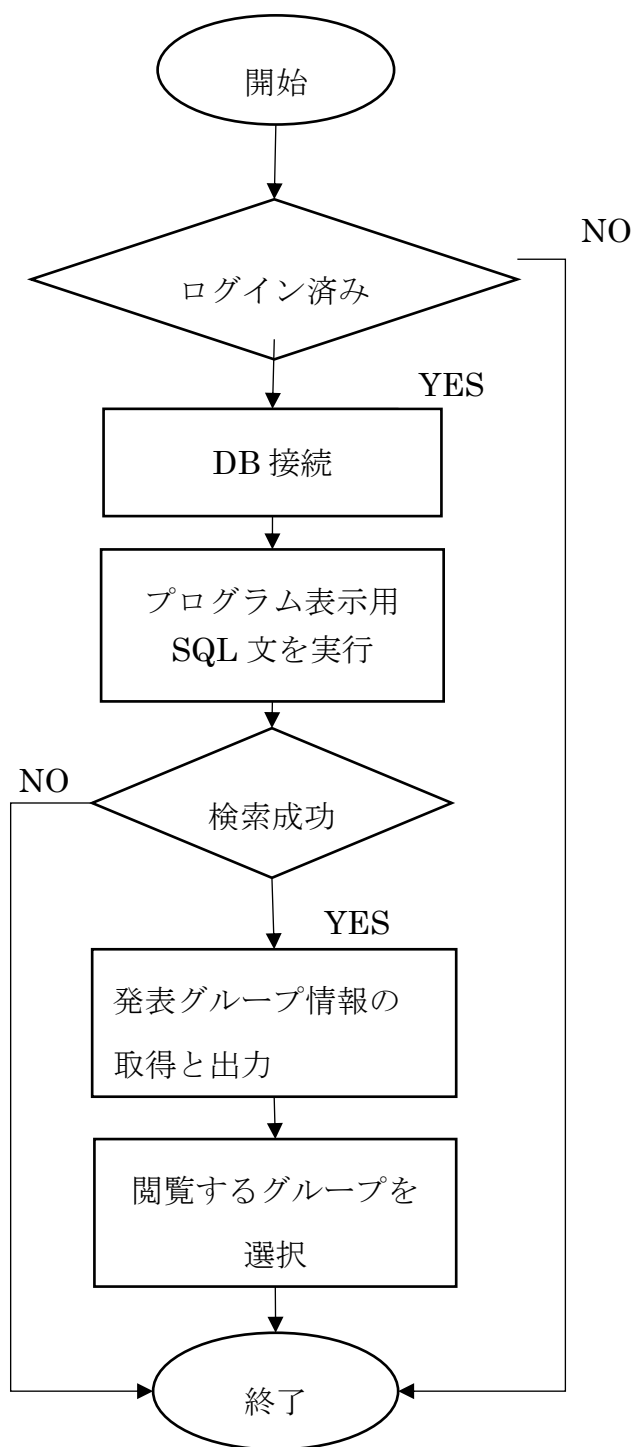 開始
NO
ログイン済み
YES
DB 接続
プログラム表示用
SQL 文を実行
NO
検索成功
YES
発表グループ情報の
取得と出力
閲覧するグループを
選択
終了